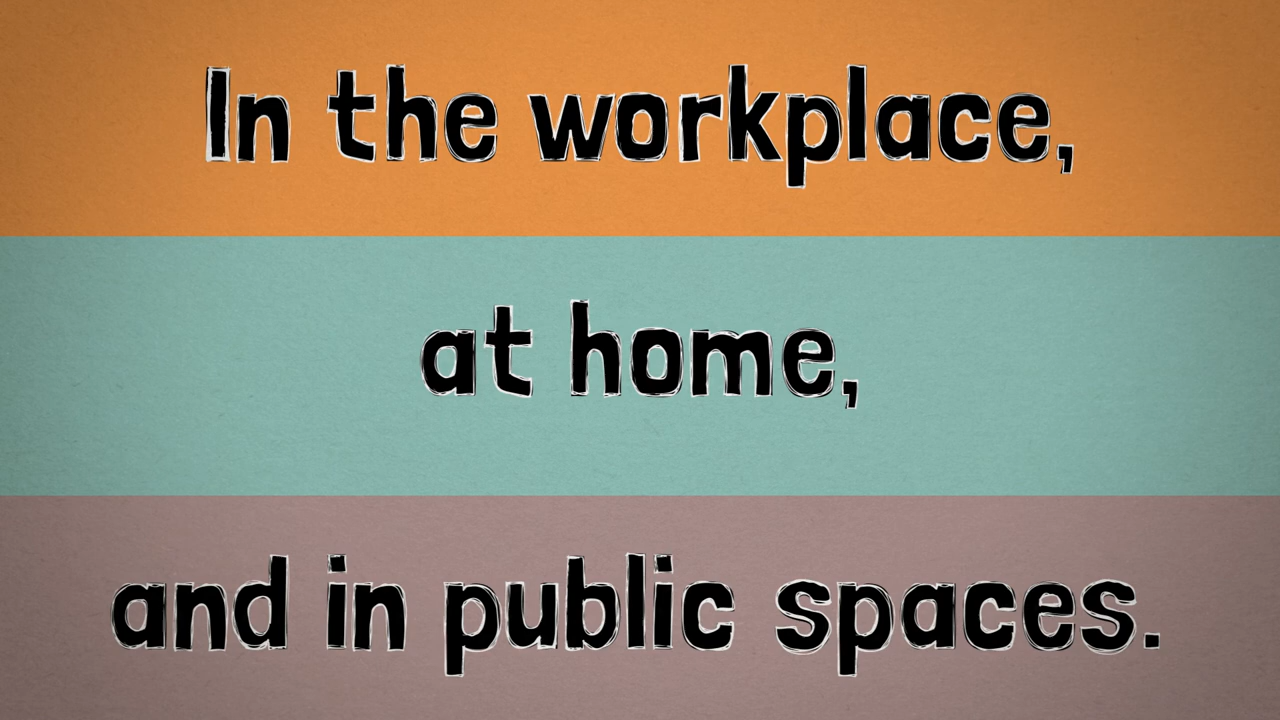 In the workplace,
at home,
and in public spaces.